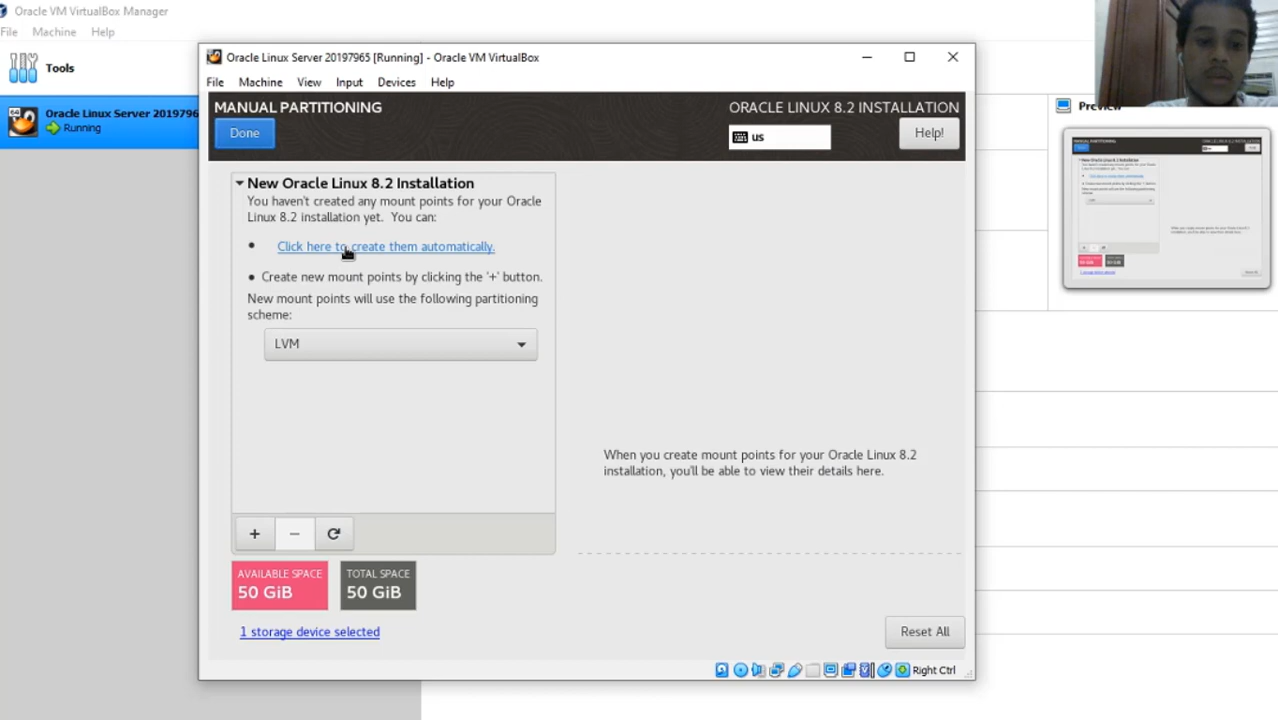 Oracle VM VirtualBox Manager
File Machine Help
Tools
Oracle Linux Server 2019796
Running
Oracle Linux Server 20197965 [Running] - Oracle VM VirtualBox
File Machine View Input Devices Help
MANUAL PARTITIONING
ORACLE LINUX 8.2 INSTALLATION
Done
us
Help!
Preview
New Oracle Linux 8.2 Installation
You haven't created any mount points for your Oracle
Linux 8.2 installation yet. You can:
• Click here to create them automatically.
• Create new mount points by clicking the '+' button.
New mount points will use the following partitioning
scheme:
LVM
When you create mount points for your Oracle Linux 8.2
installation, you'll be able to view their details here.
+ −
AVAILABLE SPACE
50 GiB
TOTAL SPACE
50 GiB
1 storage device selected
Reset All
Right Ctrl